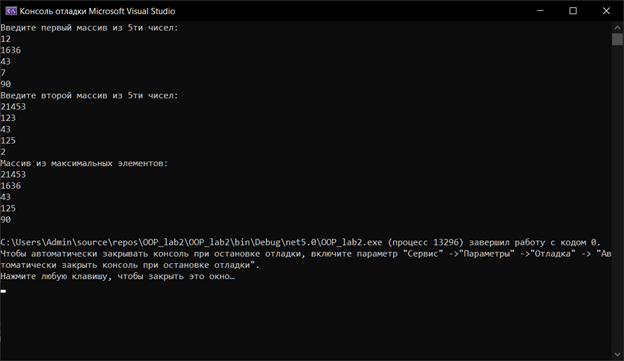 Консоль отладки Microsoft Visual Studio
Введите первый массив из 5ти чисел:
12
1636
43
7
90
Введите второй массив из 5ти чисел:
21453
123
43
125
2
Массив из максимальных элементов:
21453
1636
43
125
90
C:\Users\Admin\source\repos\OOP_lab2\OOP_lab2\bin\Debug\net5.0\OOP_lab2.exe (процесс 13296) завершил работу с кодом 0.
Чтобы автоматически закрывать консоль при остановке отладки, включите параметр "Сервис" ->"Параметры" ->"Отладка" -> "Ав
томатически закрыть консоль при остановке отладки".
Нажмите любую клавишу, чтобы закрыть это окно…